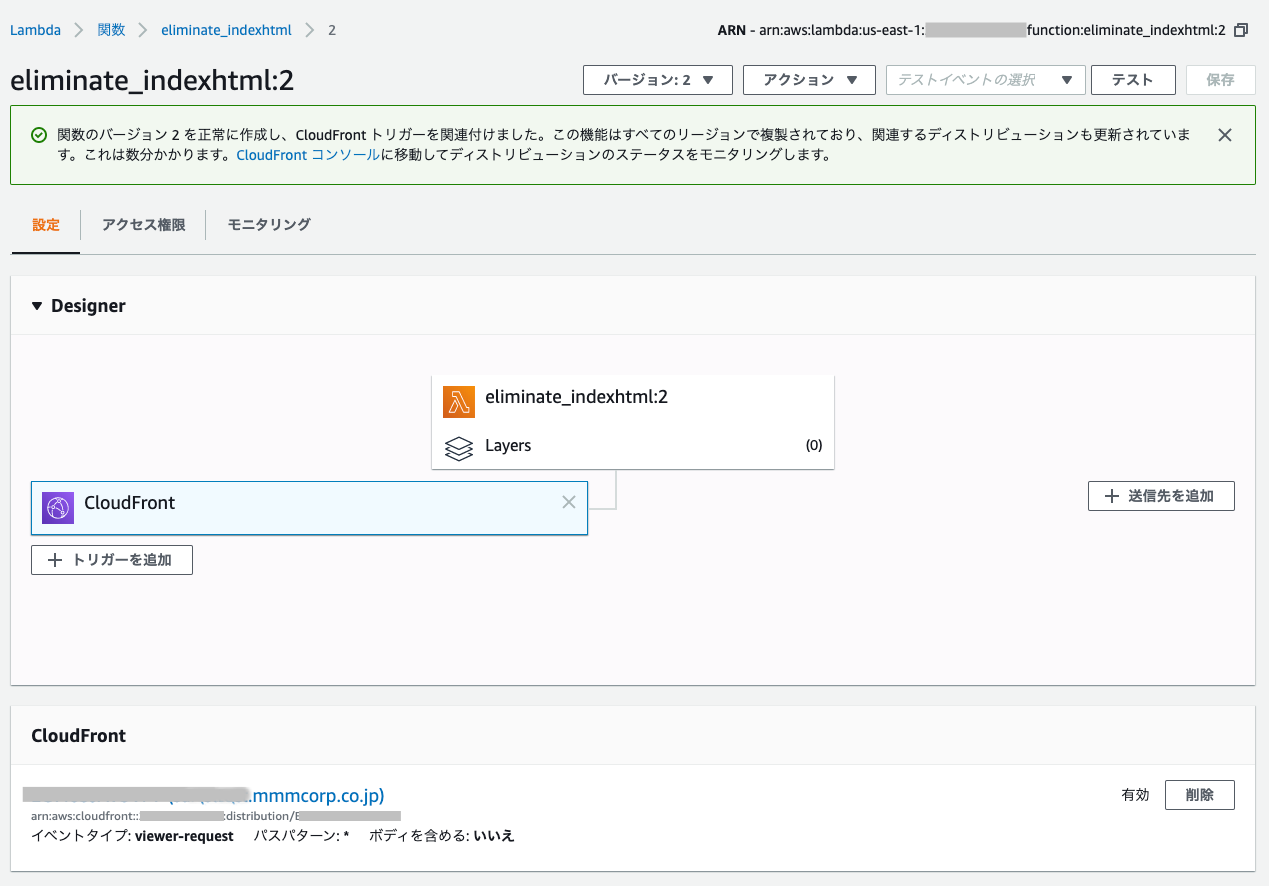 Lambda 関数 eliminate_indexhtml 2
ARN - arn:aws:lambda:us-east-1: function:eliminate_indexhtml:2
eliminate_indexhtml:2
バージョン: 2 アクション テストイベントの選択 テスト 保存
関数のバージョン 2 を正常に作成し、CloudFront トリガーを関連付けました。この機能はすべてのリージョンで複製されており、関連するディストリビューションも更新されていま
す。これは数分かかります。CloudFront コンソールに移動してディストリビューションのステータスをモニタリングします。
設定 アクセス権限 モニタリング
Designer
eliminate_indexhtml:2
Layers (0)
CloudFront
送信先を追加
トリガーを追加
CloudFront
.mmmcorp.co.jp)
有効 削除
arn:aws:cloudfront:: :distribution/E
イベントタイプ: viewer-request パスパターン: * ボディを含める: いいえ